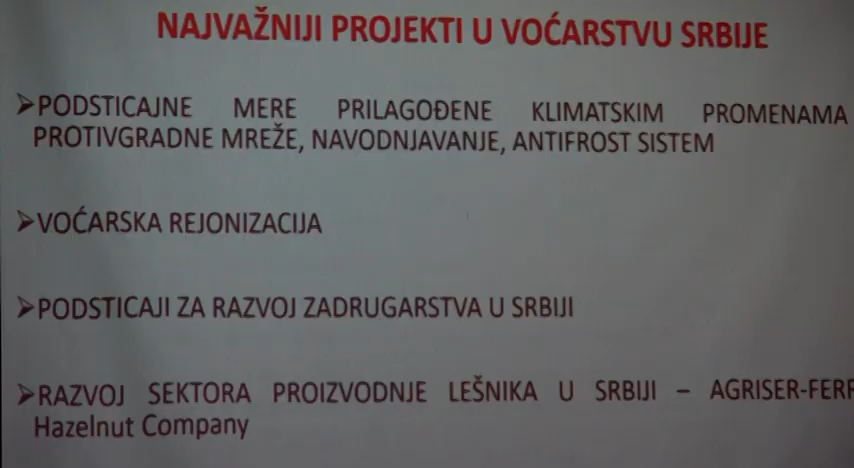 NAJVAŽNIJI PROJEKTI U VOĆARSTVU SRBIJE
➢PODSTICAJNE MERE PRILAGOĐENE KLIMATSKIM PROMENAMA
PROTIVGRADNE MREŽE, NAVODNJAVANJE, ANTIFROST SISTEM
➢VOĆARSKA REJONIZACIJA
➢PODSTICAJI ZA RAZVOJ ZADRUGARSTVA U SRBIJI
➢RAZVOJ SEKTORA PROIZVODNJE LEŠNIKA U SRBIJI – AGRISER-FERR
Hazelnut Company